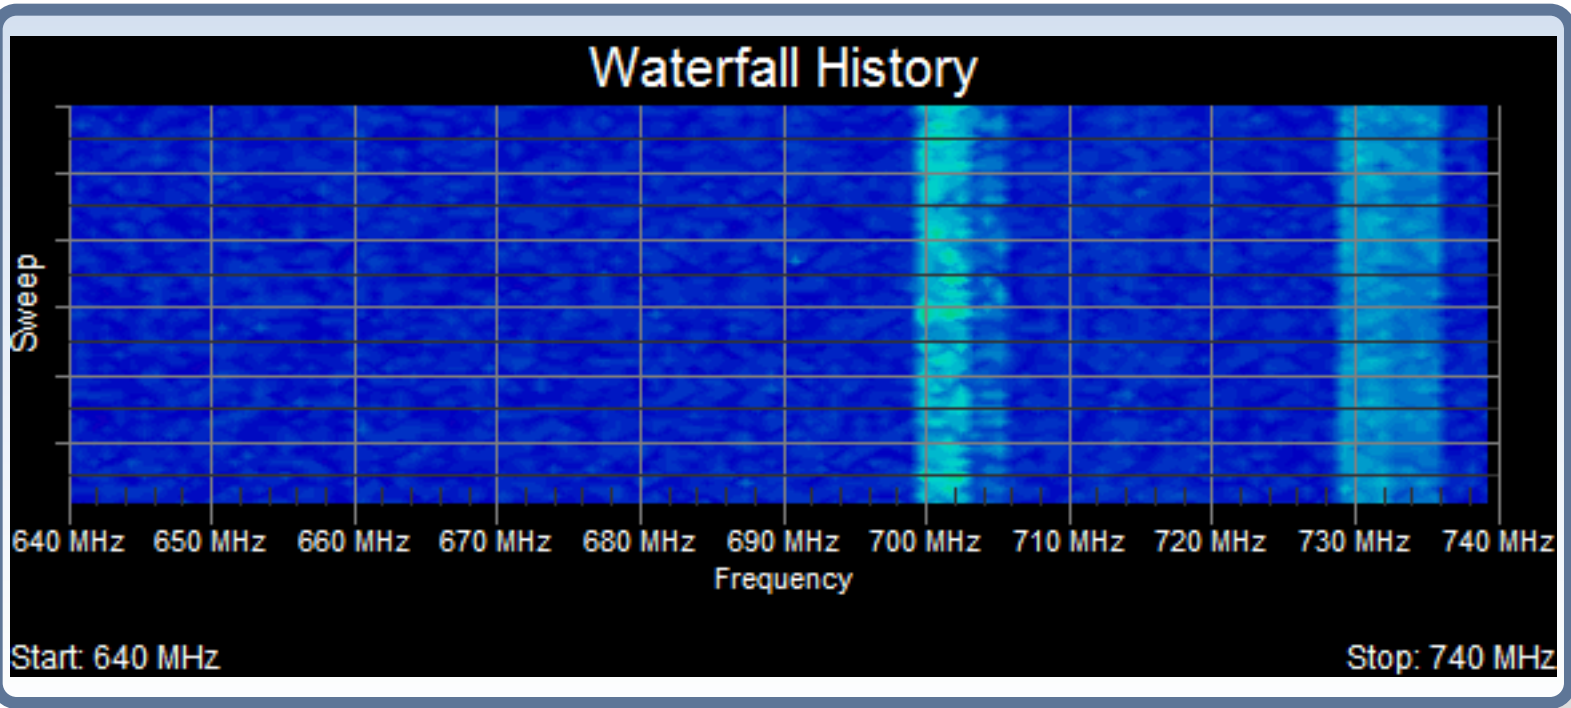 Waterfall History
Sweep
640 MHz 650 MHz 660 MHz 670 MHz 680 MHz 690 MHz 700 MHz 710 MHz 720 MHz 730 MHz 740 MHz
Frequency
Start: 640 MHz Stop: 740 MHz